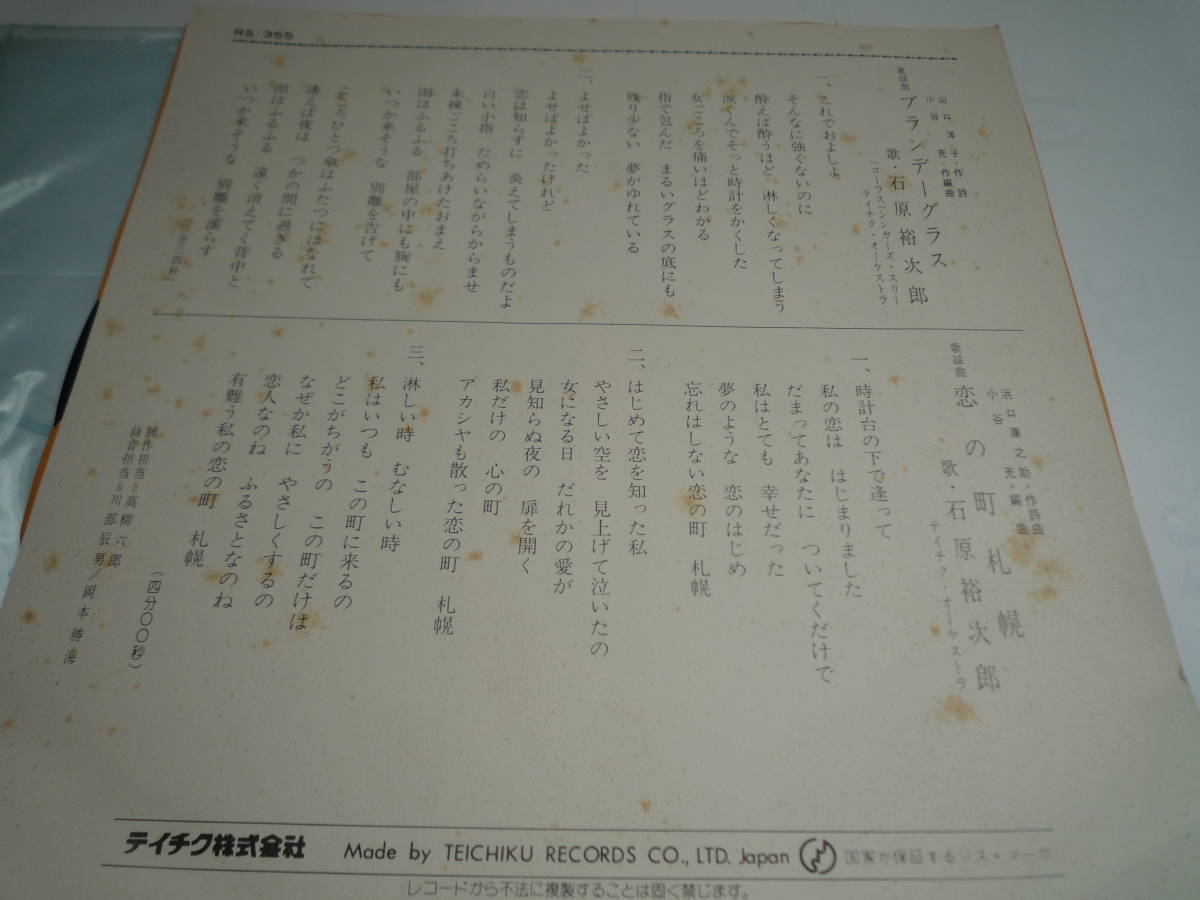 RS-355
歌謡曲 ブランデーグラス
山口洋子・作詩
小谷 充・作編曲
歌・石原裕次郎
(コーラス)シンガーズ・スリー
テイチク・オーケストラ
一、これでおよしよ
そんなに強くないのに
酔えば酔うほど 淋しくなってしまう
涙ぐんでそっと時計をかくした
女ごころを痛いほどわかる
指で包んだ まるいグラスの底にも
残り少ない 夢がゆれている
二、よせばよかった
よせばよかったけれど
恋は知らずに 炎えてしまうものだよ
白い小指 ためらいながらからませ
未練ごころ打ちあけたおまえ
雨はふるふる 部屋の中にも胸にも
いつか来そうな 別離を告げて
こころひとつ傘はふたつにはなれて
逢えば夜は つかの間に過ぎる
雨はふるふる 遠く消えてく背中と
いつか来そうな 別離を濡らす
歌謡曲 恋の町札幌
浜口庫之助・作詩曲
小谷 充・編曲
歌・石原裕次郎
テイチク・オーケストラ
一、時計台の下で逢って
私の恋は はじまりました
だまってあなたに ついてくだけで
私はとても 幸せだった
夢のような 恋のはじめ
忘れはしない恋の町 札幌
二、はじめて恋を知った私
やさしい空を 見上げて泣いたの
女になる日 だれかの愛が
見知らぬ夜の 扉を開く
私だけの 心の町
アカシヤも散った恋の町 札幌
三、淋しい時 むなしい時
私はいつも この町に来るの
どこがちがうの この町だけは
なぜか私に やさしくするの
恋人なのね ふるさとなのね
有難う私の恋の町 札幌
(四分〇〇秒)
制作担当=高柳六郎
録音担当=川部辰男/岡本勝海
テイチク株式会社 Made by TEICHIKU RECORDS CO., LTD. Japan 国家が保証するジス・マーク
レコードから不法に複製することは固く禁じます。